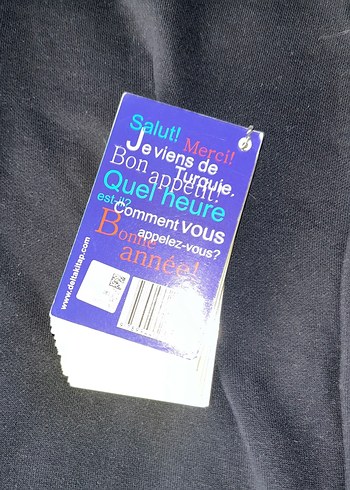 Salut!
Merci!
Je viens de
Turquie.
Bon appétit!
Quel heure
est-il?
Comment vous
appelez-vous?
Bonne
année!
www.deltakitap.com